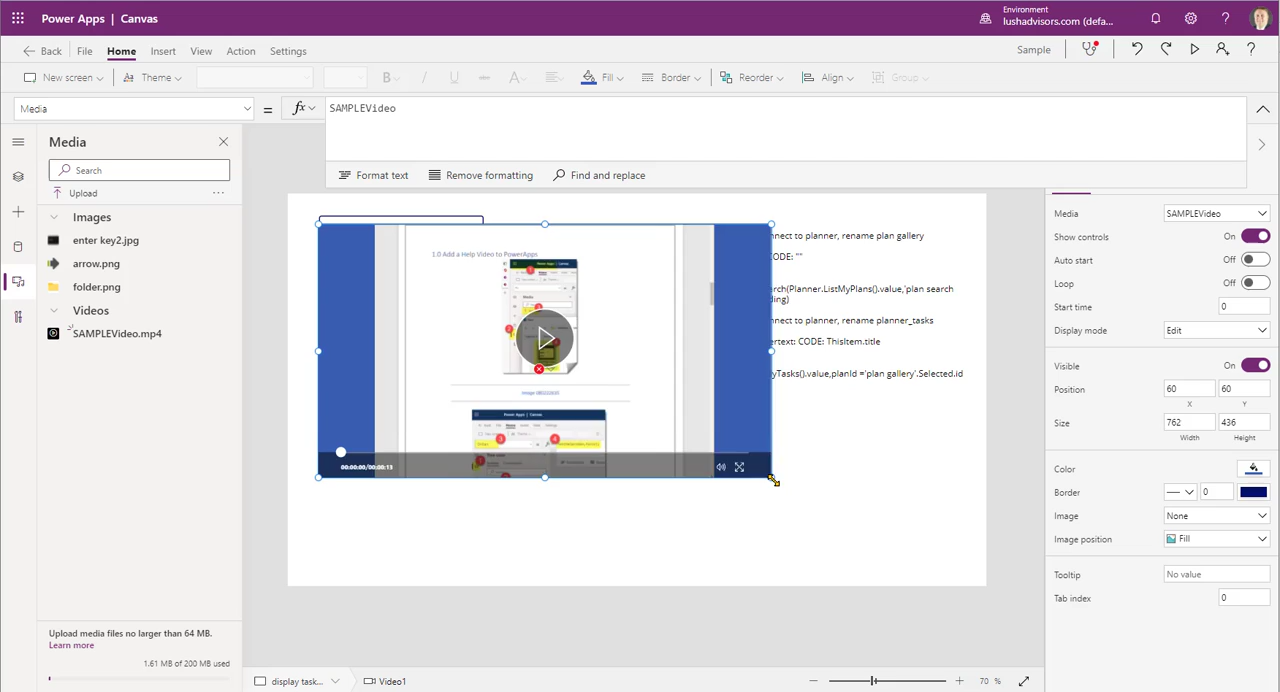 Power Apps | Canvas
Environment
lushadvisors.com (defa...
Back File Home Insert View Action Settings
Sample
New screen Theme B I U abc A Fill Border Reorder Align Group
Media = fx SAMPLEVideo
Format text Remove formatting Find and replace
Media
Search
Upload ...
Images
enter key2.jpg
arrow.png
folder.png
Videos
SAMPLEVideo.mp4
Upload media files no larger than 64 MB.
Learn more
1.61 MB of 200 MB used
1.0 Add a Help Video to PowerApps
Power Apps | Canvas
00:00:00/00:00:13
nnect to planner, rename plan gallery
CODE: ""
erch(Planner.ListMyPlans().value,'plan search
ding)
nnect to planner, rename planner_tasks
ertext: CODE: ThisItem.title
yTasks().value,planId ='plan gallery'.Selected.id
Media SAMPLEVideo
Show controls On
Auto start Off
Loop Off
Start time 0
Display mode Edit
Visible On
Position 60 60
X Y
Size 762 436
Width Height
Color
Border 0
Image None
Image position Fill
Tooltip No value
Tab index 0
display task... Video1
70 %